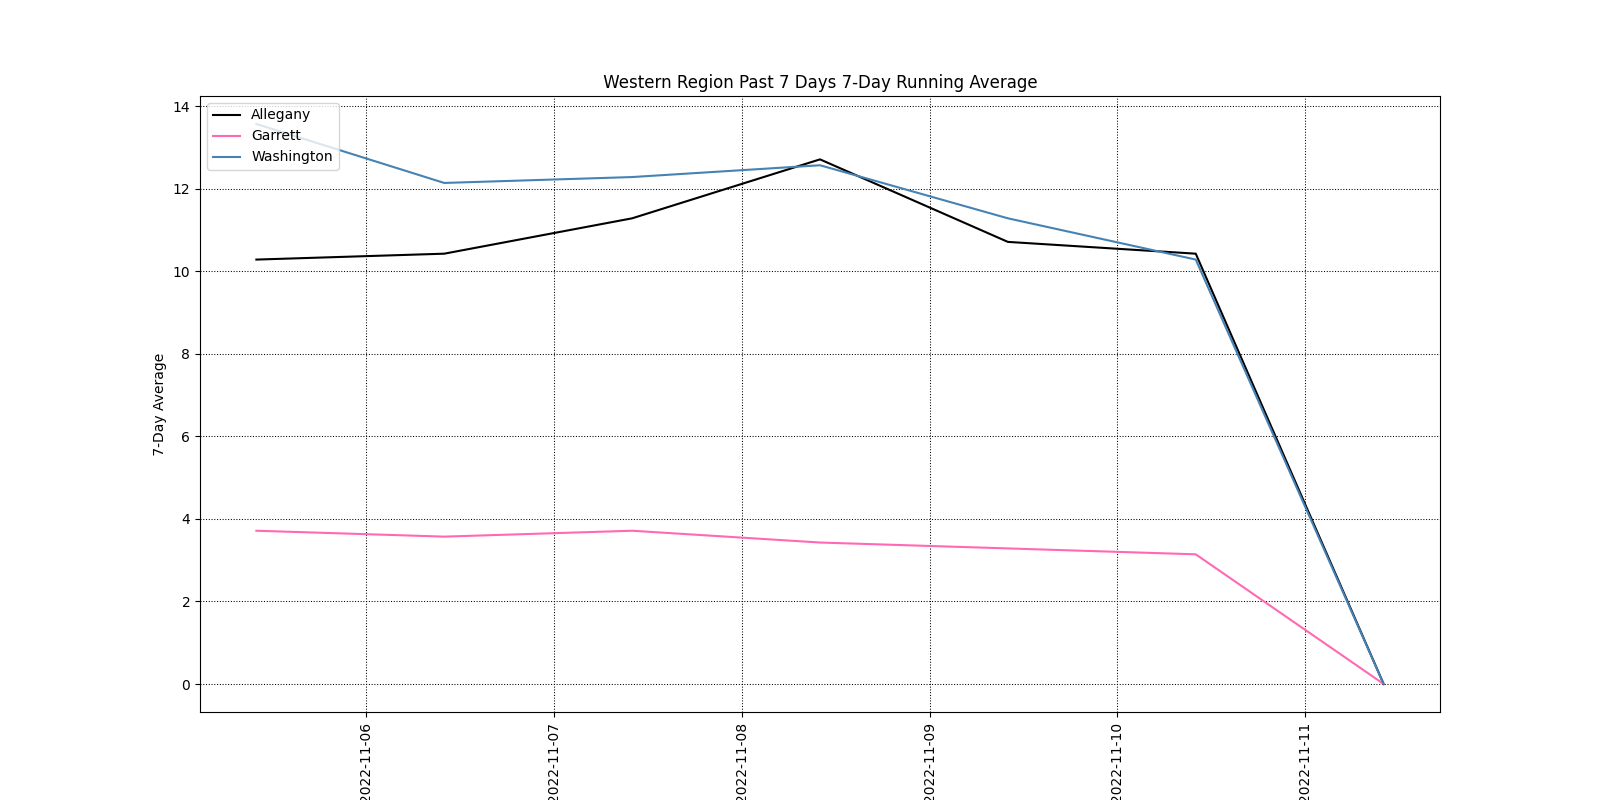 Western Region Past 7 Days 7-Day Running Average
Allegany
Garrett
Washington
14
12
10
8
6
4
2
0
7-Day Average
2022-11-06
2022-11-07
2022-11-08
2022-11-09
2022-11-10
2022-11-11